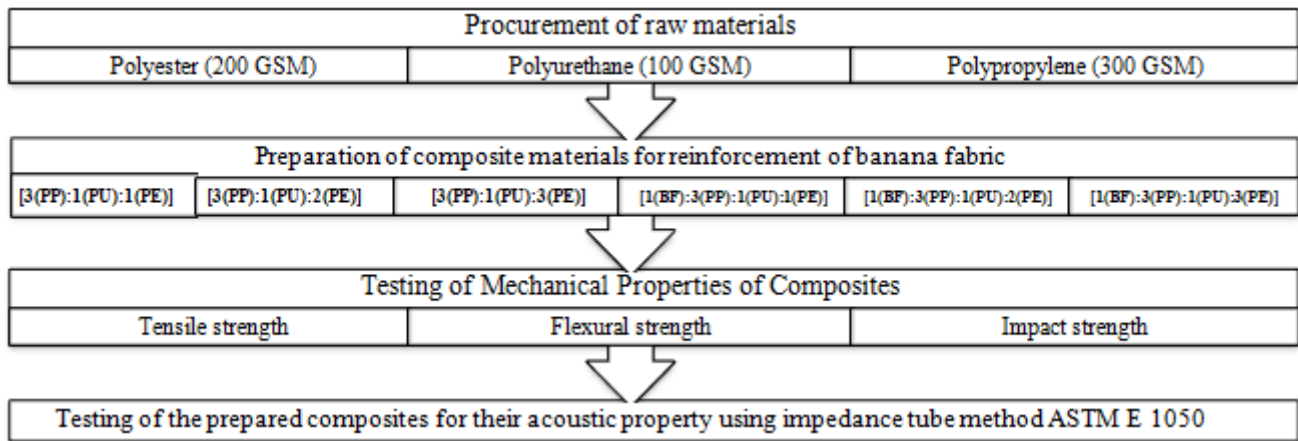 Procurement of raw materials
Polyester (200 GSM) Polyurethane (100 GSM) Polypropylene (300 GSM)
Preparation of composite materials for reinforcement of banana fabric
[3(PP):1(PU):1(PE)] [3(PP):1(PU):2(PE)] [3(PP):1(PU):3(PE)] [1(BF):3(PP):1(PU):1(PE)] [1(BF):3(PP):1(PU):2(PE)] [1(BF):3(PP):1(PU):3(PE)]
Testing of Mechanical Properties of Composites
Tensile strength Flexural strength Impact strength
Testing of the prepared composites for their acoustic property using impedance tube method ASTM E 1050